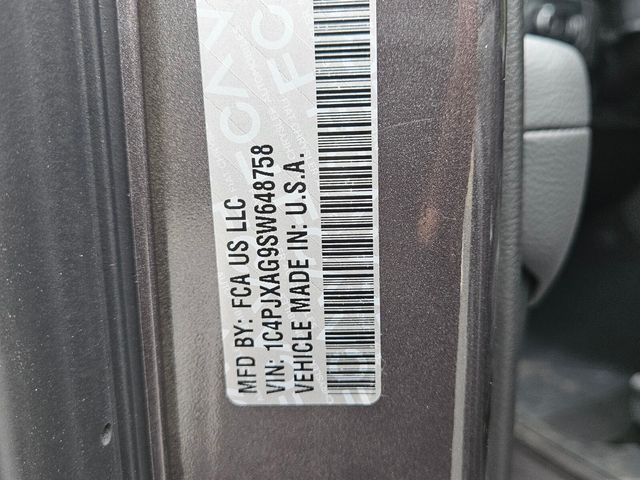 MFD BY: FCA US LLC
VIN: 1C4PJXAG9SW648758
VEHICLE MADE IN: U.S.A.